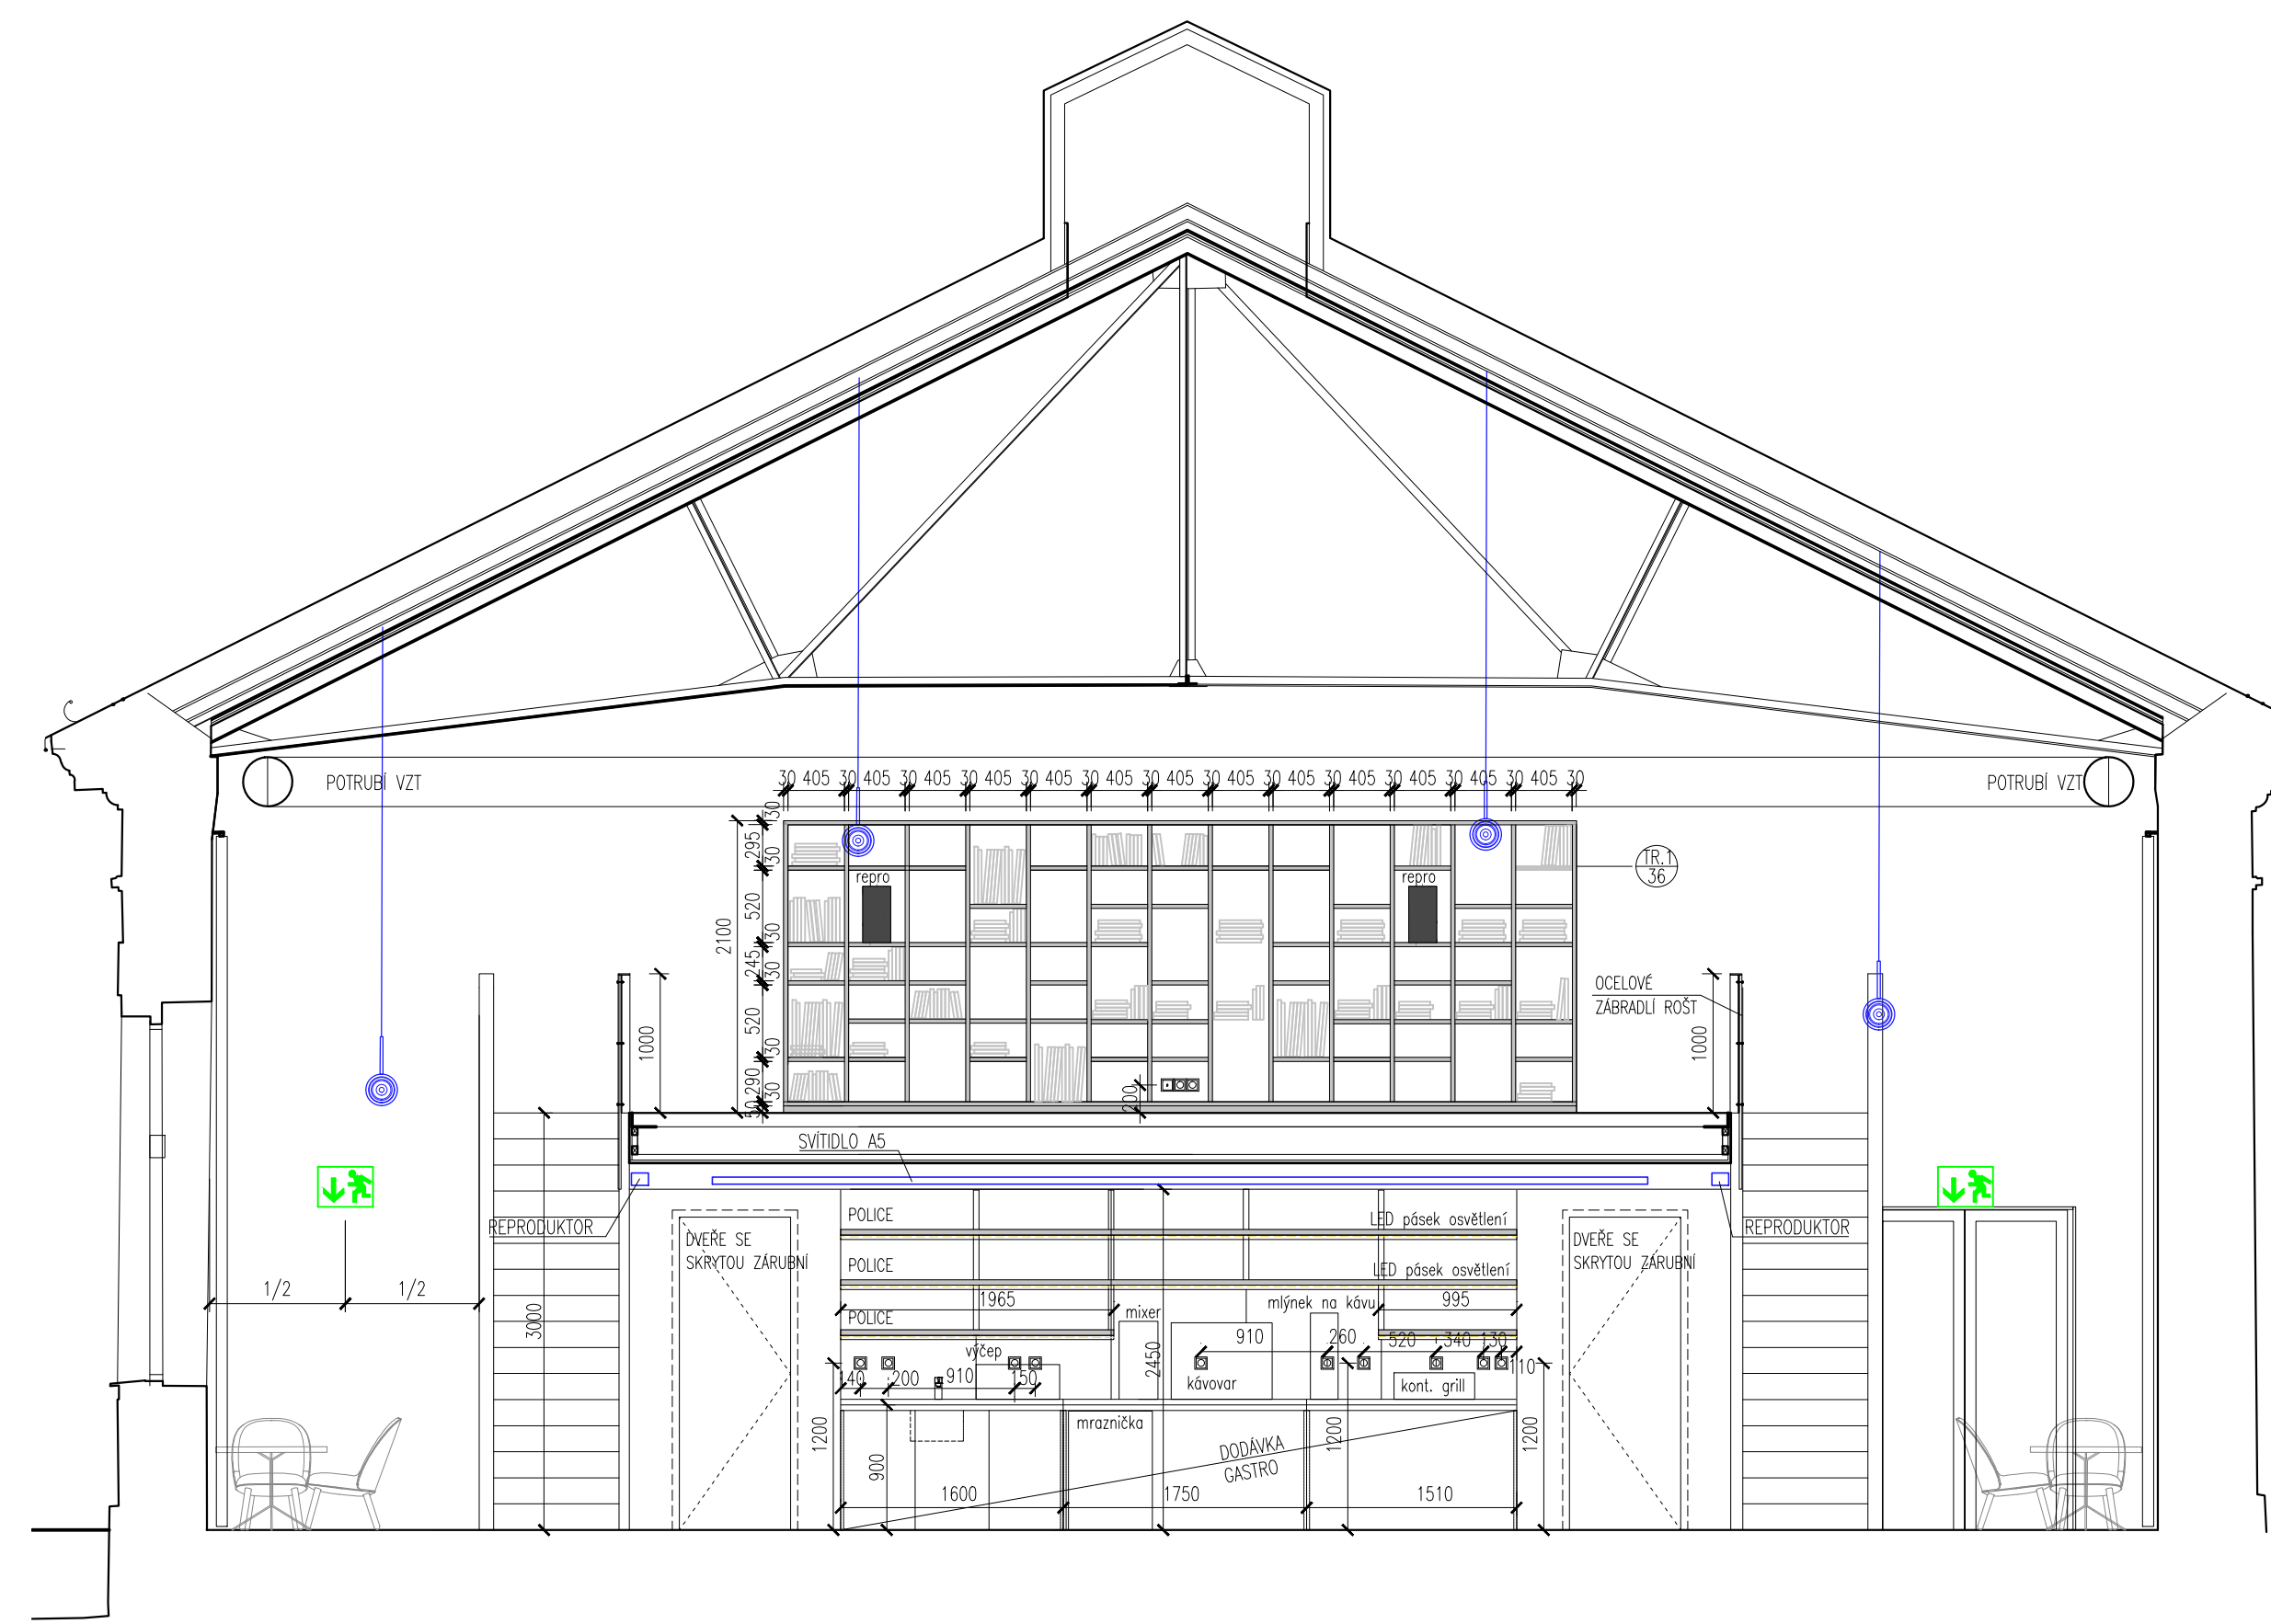 POTRUBÍ VZT
30 405 30 405 30 405 30 405 30 405 30 405 30 405 30 405 30 405 30 405 30 405 30 405 30 405 30
POTRUBÍ VZT
30
295
30
520
30
245
30
520
30
290
30
50
2100
repro
repro
TR.1
36
OCELOVÉ
ZÁBRADLÍ ROŠT
1000
1000
200
SVÍTIDLO A5
REPRODUKTOR
REPRODUKTOR
DVEŘE SE
SKRYTOU ZÁRUBNÍ
DVEŘE SE
SKRYTOU ZÁRUBNÍ
POLICE
LED pásek osvětlení
POLICE
LED pásek osvětlení
POLICE
1/2
1/2
3000
1965
mixer
mlýnek na kávu
995
výčep
2450
910
260
520
340
130
110
140
200
910
150
kávovar
kont. grill
mraznička
1200
900
1200
1200
DODÁVKA
GASTRO
1600
1750
1510